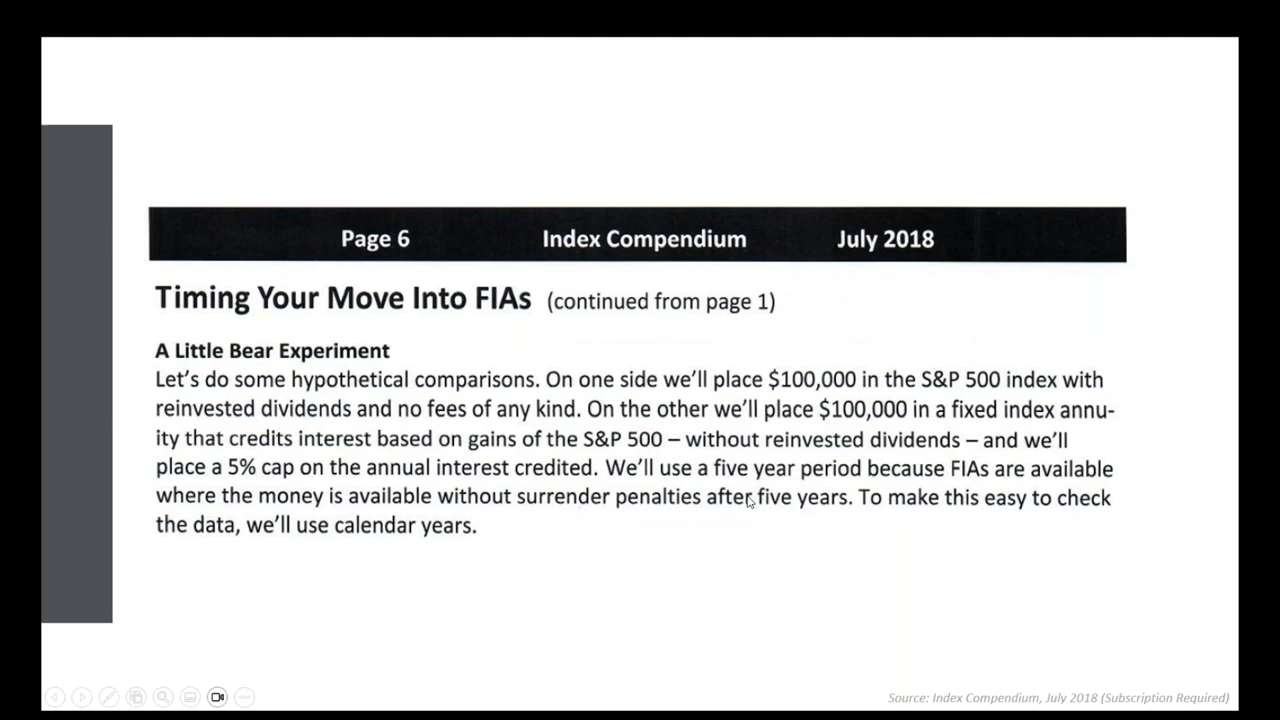 Page 6 Index Compendium July 2018
Timing Your Move Into FIAs (continued from page 1)
A Little Bear Experiment
Let's do some hypothetical comparisons. On one side we'll place $100,000 in the S&P 500 index with
reinvested dividends and no fees of any kind. On the other we'll place $100,000 in a fixed index annu-
ity that credits interest based on gains of the S&P 500 – without reinvested dividends – and we'll
place a 5% cap on the annual interest credited. We'll use a five year period because FIAs are available
where the money is available without surrender penalties after five years. To make this easy to check
the data, we'll use calendar years.
Source: Index Compendium, July 2018 (Subscription Required)